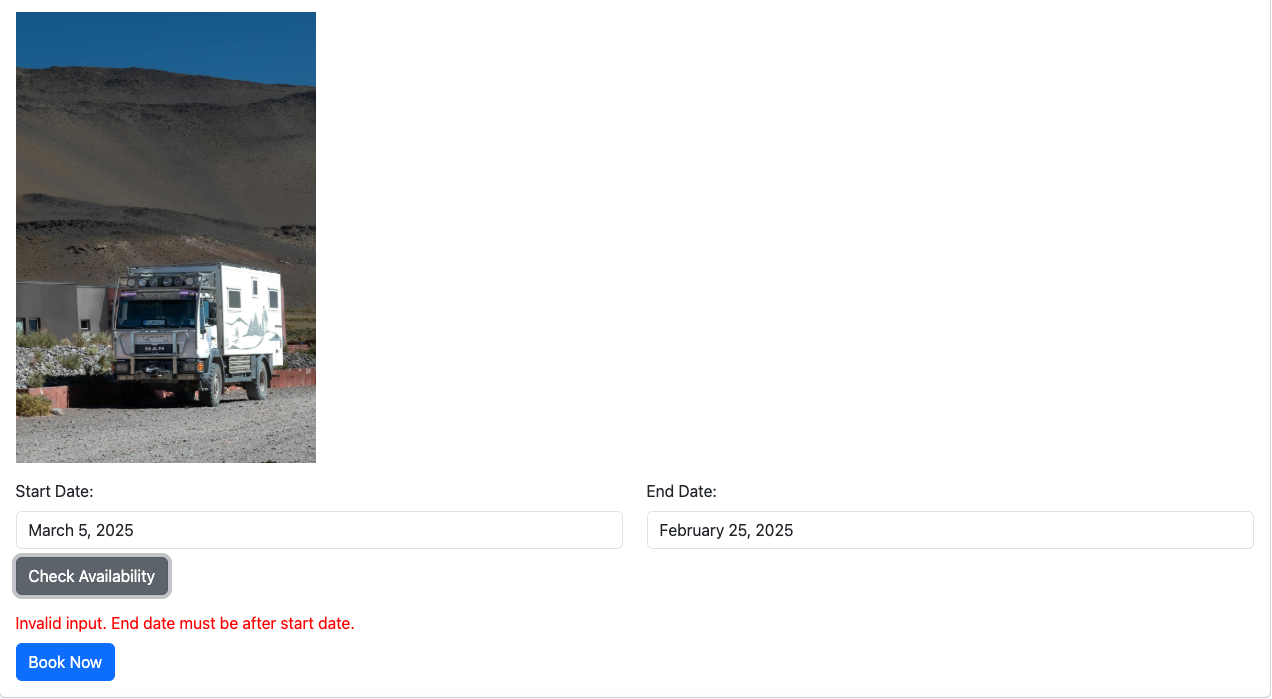 MAN
Start Date:
End Date:
March 5, 2025
February 25, 2025
Check Availability
Invalid input. End date must be after start date.
Book Now